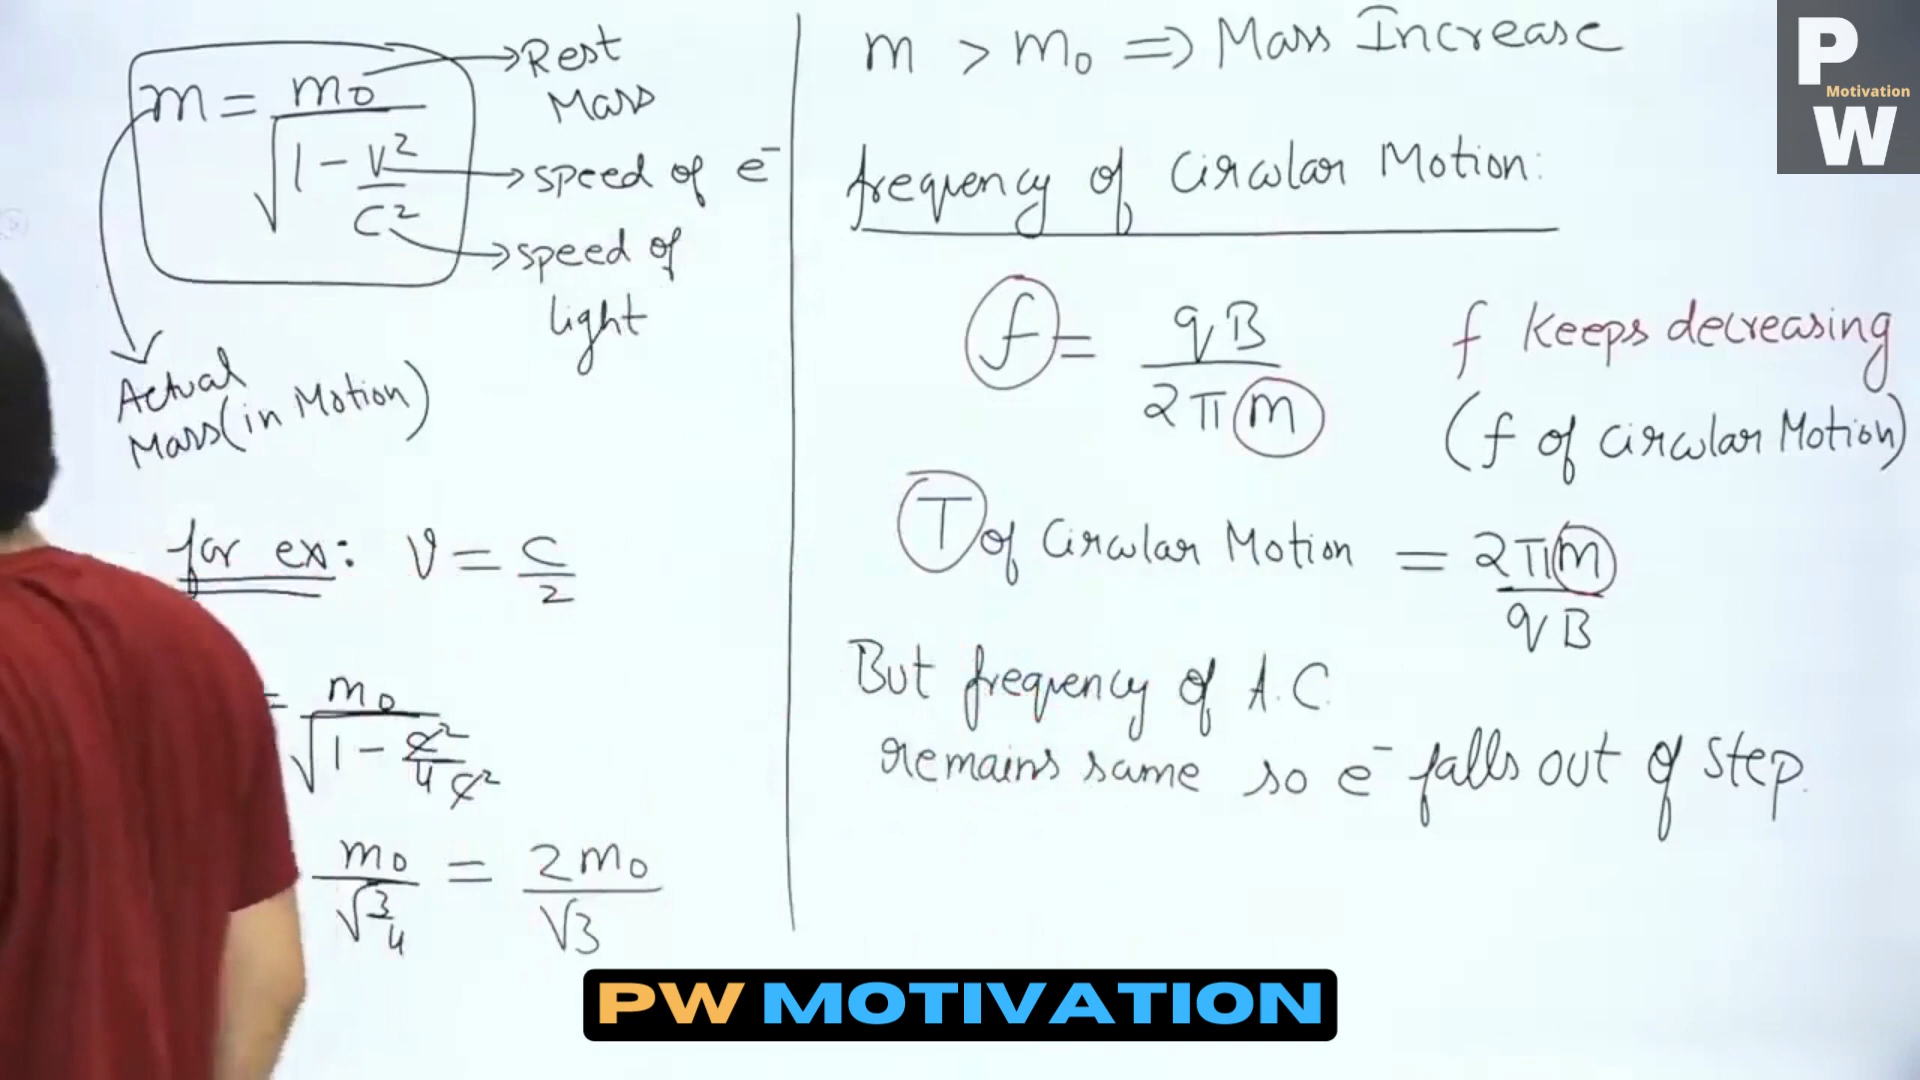 m = m₀ / √(1 - v²/c²)
Rest
Mass
speed of e⁻
speed of
light
Actual
Mass (in Motion)
for ex: v = c/2
= m₀ / √(1 - c²/4c²)
m₀ / √(3/4) = 2m₀ / √3
m > m₀ ⇒ Mass Increase
frequency of Circular Motion:
f = qB / 2πm
f keeps decreasing
(f of circular Motion)
T of Circular Motion = 2πm / qB
But frequency of A.C.
remains same so e⁻ falls out of step.
P
Motivation
W
PW MOTIVATION